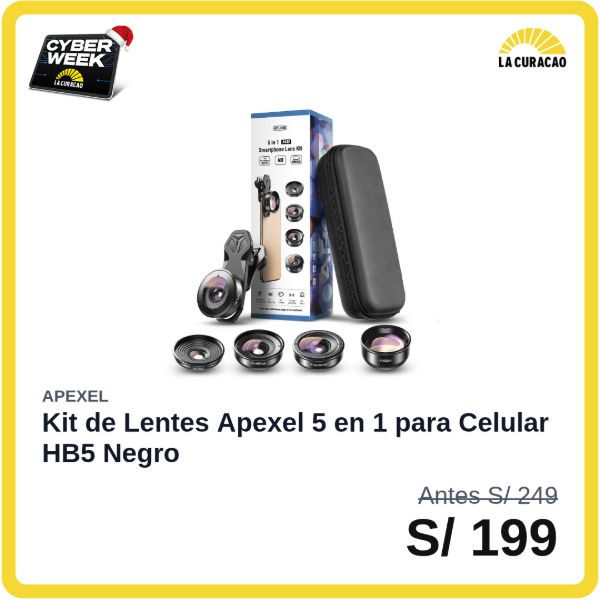 CYBER
WEEK
LA CURACAO
LA CURACAO
5 in 1
Smartphone Lens Kit
APEXEL
Kit de Lentes Apexel 5 en 1 para Celular
HB5 Negro
Antes S/ 249
S/ 199